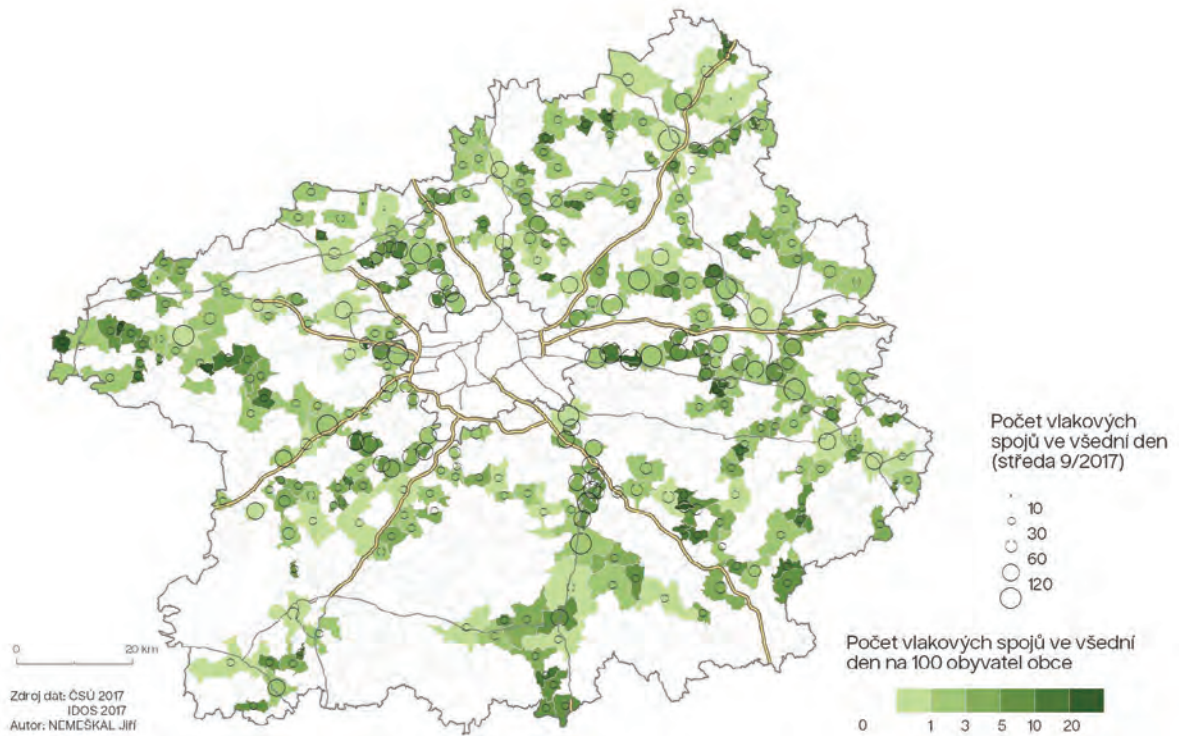 Počet vlakových
spojů ve všední den
(středa 9/2017)
10
30
60
120
Počet vlakových spojů ve všední
den na 100 obyvatel obce
0 1 3 5 10 20
0 20 km
Zdroj dat: ČSÚ 2017
IDOS 2017
Autor: NEMEŠKAL Jiří